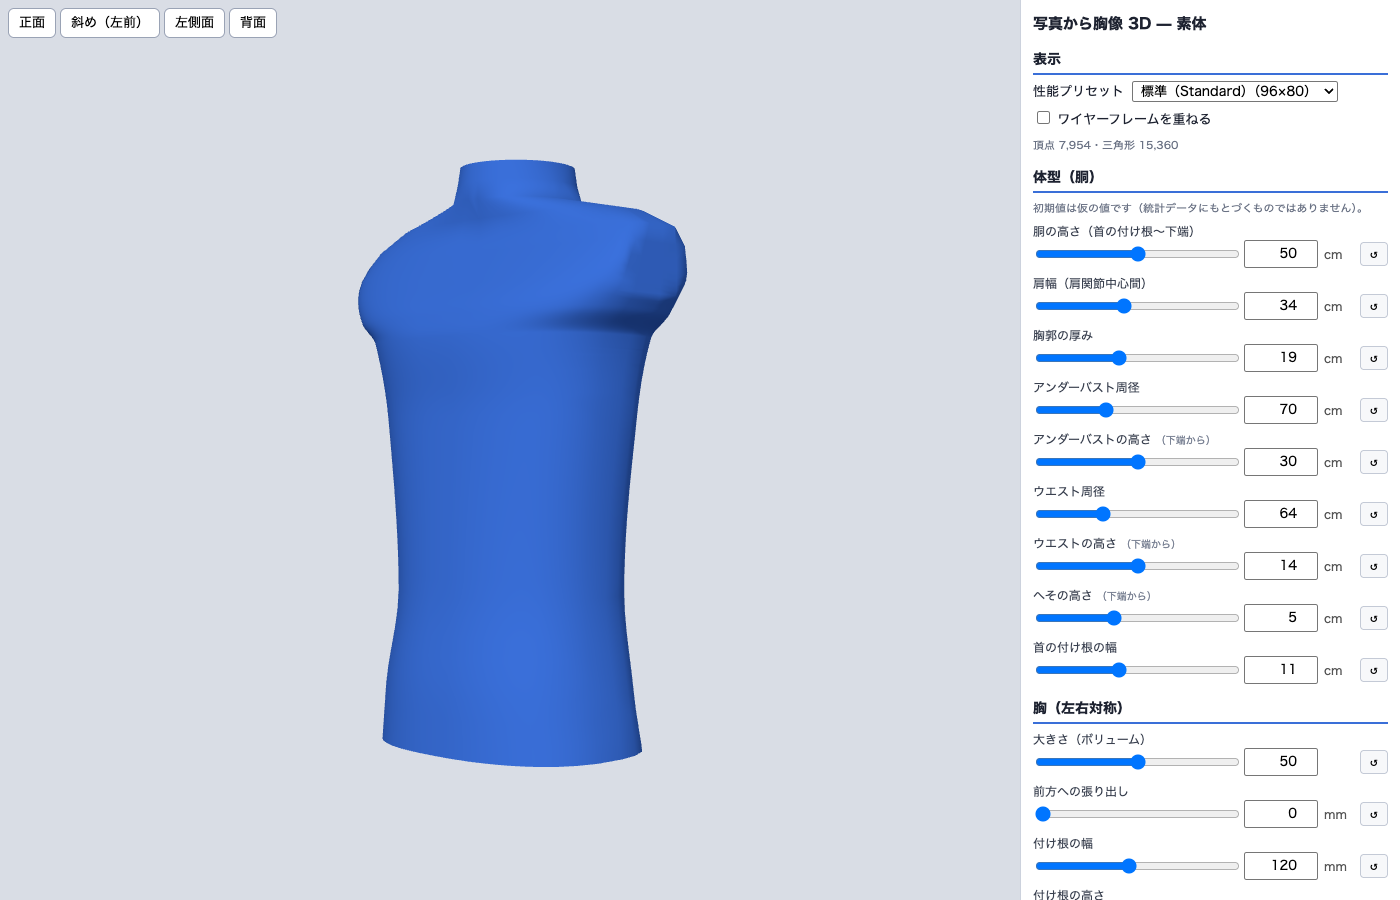 正面 斜め（左前） 左側面 背面
写真から胸像 3D — 素体
表示
性能プリセット 標準（Standard）（96×80）
ワイヤーフレームを重ねる
頂点 7,954・三角形 15,360
体型（胴）
初期値は仮の値です（統計データにもとづくものではありません）。
胴の高さ（首の付け根〜下端）
50 cm ↺
肩幅（肩関節中心間）
34 cm ↺
胸郭の厚み
19 cm ↺
アンダーバスト周径
70 cm ↺
アンダーバストの高さ （下端から）
30 cm ↺
ウエスト周径
64 cm ↺
ウエストの高さ （下端から）
14 cm ↺
へその高さ （下端から）
5 cm ↺
首の付け根の幅
11 cm ↺
胸（左右対称）
大きさ（ボリューム）
50 ↺
前方への張り出し
0 mm ↺
付け根の幅
120 mm ↺
付け根の高さ